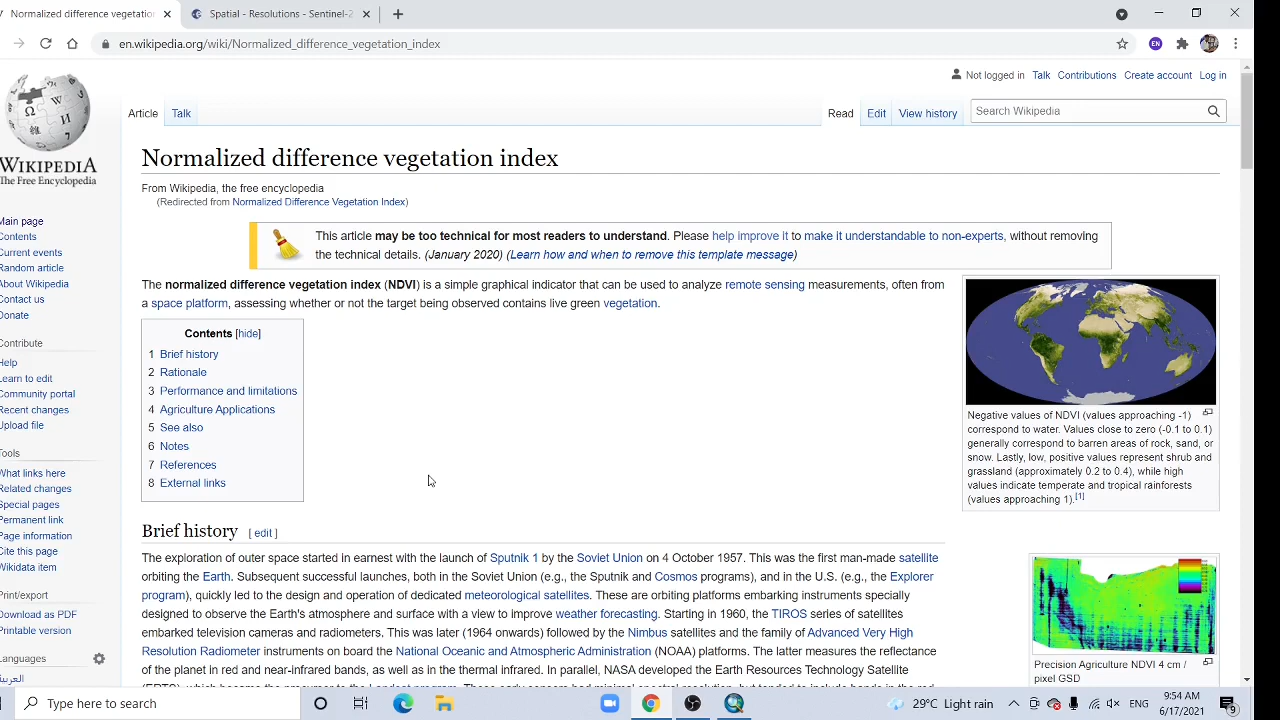 Normalized difference vegetation
Spatial - Resolutions - Sentinel-2
en.wikipedia.org/wiki/Normalized_difference_vegetation_index
EN
Not logged in Talk Contributions Create account Log in
Article Talk
Read Edit View history
Search Wikipedia
WIKIPEDIA
The Free Encyclopedia
Main page
Contents
Current events
Random article
About Wikipedia
Contact us
Donate
Contribute
Help
Learn to edit
Community portal
Recent changes
Upload file
Tools
What links here
Related changes
Special pages
Permanent link
Page information
Cite this page
Wikidata item
Print/export
Download as PDF
Printable version
Languages
العربية
Normalized difference vegetation index
From Wikipedia, the free encyclopedia
(Redirected from Normalized Difference Vegetation Index)
This article may be too technical for most readers to understand. Please help improve it to make it understandable to non-experts, without removing
the technical details. (January 2020) (Learn how and when to remove this template message)
The normalized difference vegetation index (NDVI) is a simple graphical indicator that can be used to analyze remote sensing measurements, often from
a space platform, assessing whether or not the target being observed contains live green vegetation.
Contents [hide]
1 Brief history
2 Rationale
3 Performance and limitations
4 Agriculture Applications
5 See also
6 Notes
7 References
8 External links
Negative values of NDVI (values approaching -1)
correspond to water. Values close to zero (-0.1 to 0.1)
generally correspond to barren areas of rock, sand, or
snow. Lastly, low, positive values represent shrub and
grassland (approximately 0.2 to 0.4), while high
values indicate temperate and tropical rainforests
(values approaching 1).[1]
Brief history [ edit ]
The exploration of outer space started in earnest with the launch of Sputnik 1 by the Soviet Union on 4 October 1957. This was the first man-made satellite
orbiting the Earth. Subsequent successful launches, both in the Soviet Union (e.g., the Sputnik and Cosmos programs), and in the U.S. (e.g., the Explorer
program), quickly led to the design and operation of dedicated meteorological satellites. These are orbiting platforms embarking instruments specially
designed to observe the Earth's atmosphere and surface with a view to improve weather forecasting. Starting in 1960, the TIROS series of satellites
embarked television cameras and radiometers. This was later (1964 onwards) followed by the Nimbus satellites and the family of Advanced Very High
Resolution Radiometer instruments on board the National Oceanic and Atmospheric Administration (NOAA) platforms. The latter measures the reflectance
of the planet in red and near-infrared bands, as well as in the thermal infrared. In parallel, NASA developed the Earth Resources Technology Satellite
Precision Agriculture NDVI 4 cm /
pixel GSD
Type here to search
29°C Light rain
ENG
9:54 AM
6/17/2021
9